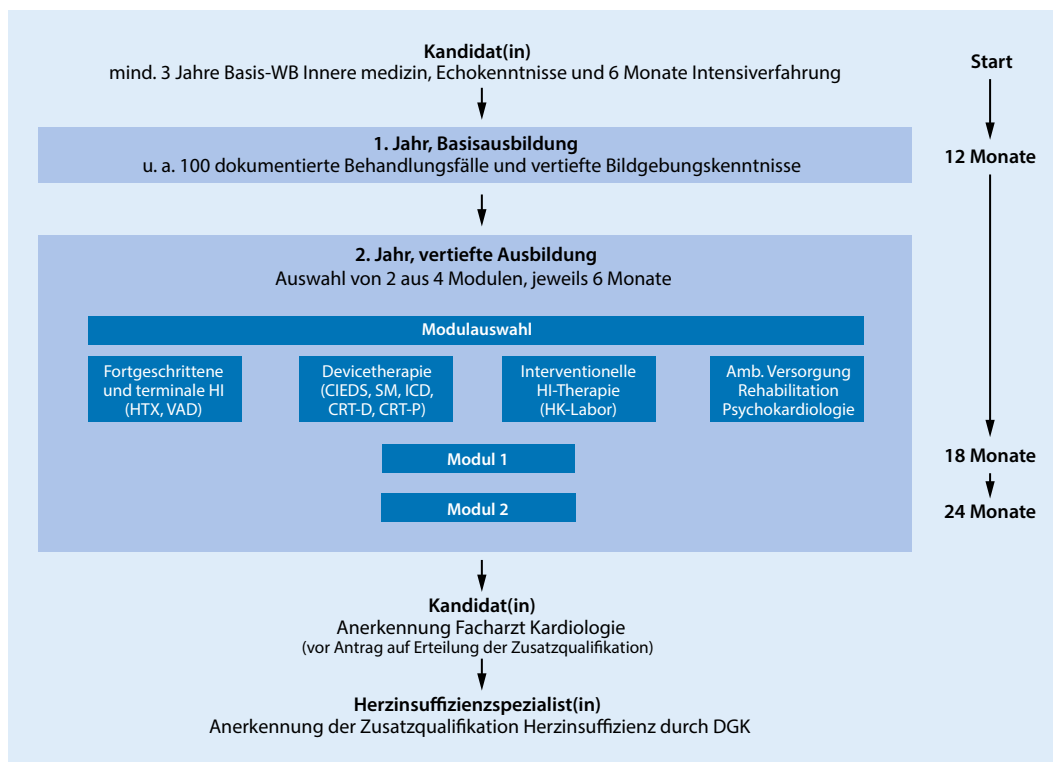 Kandidat(in)
mind. 3 Jahre Basis-WB Innere medizin, Echokenntnisse und 6 Monate Intensiverfahrung
Start
1. Jahr, Basisausbildung
u. a. 100 dokumentierte Behandlungsfälle und vertiefte Bildgebungskenntnisse
12 Monate
2. Jahr, vertiefte Ausbildung
Auswahl von 2 aus 4 Modulen, jeweils 6 Monate
Modulauswahl
Fortgeschrittene
und terminale HI
(HTX, VAD)
Devicetherapie
(CIEDS, SM, ICD,
CRT-D, CRT-P)
Interventionelle
HI-Therapie
(HK-Labor)
Amb. Versorgung
Rehabilitation
Psychokardiologie
Modul 1
18 Monate
Modul 2
24 Monate
Kandidat(in)
Anerkennung Facharzt Kardiologie
(vor Antrag auf Erteilung der Zusatzqualifikation)
Herzinsuffizienzspezialist(in)
Anerkennung der Zusatzqualifikation Herzinsuffizienz durch DGK